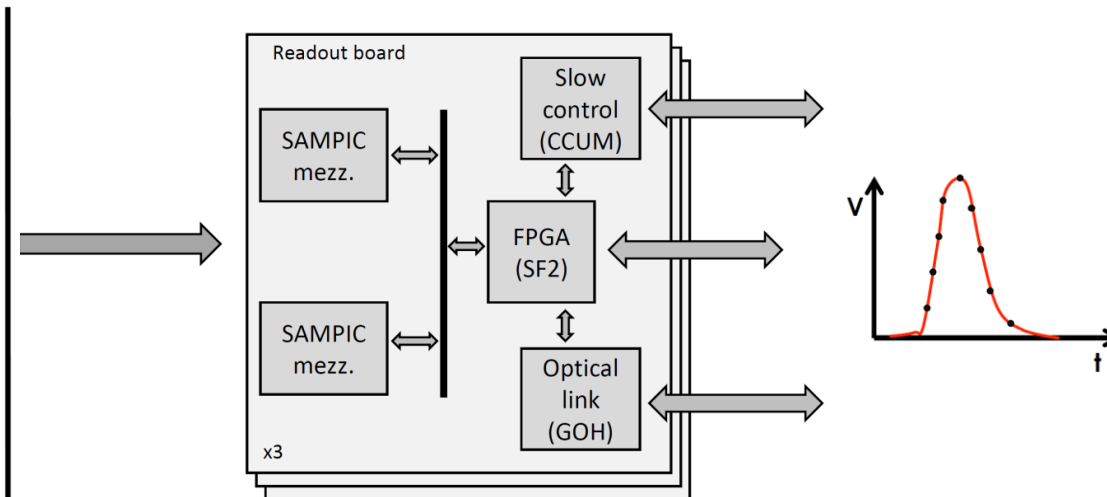 Readout board
SAMPIC
mezz.
Slow
control
(CCUM)
FPGA
(SF2)
SAMPIC
mezz.
Optical
link
(GOH)
x3
V
t